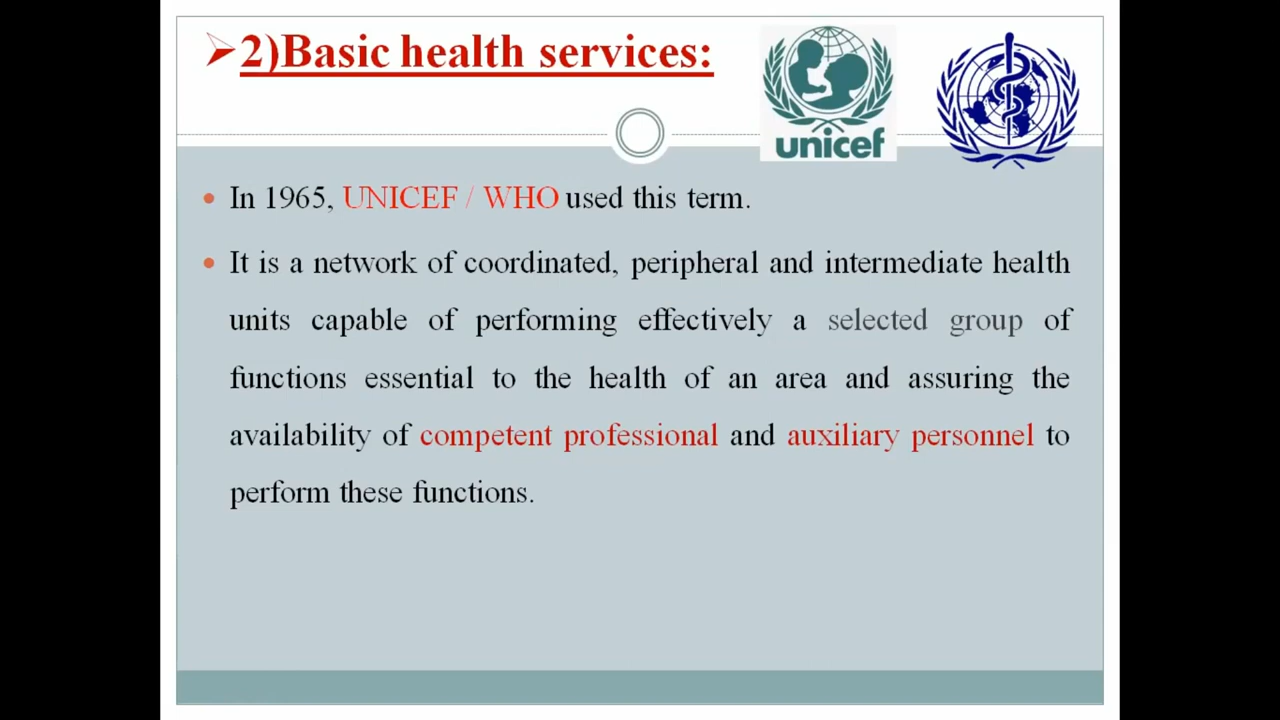 2)Basic health services:
unicef
In 1965, UNICEF / WHO used this term.
It is a network of coordinated, peripheral and intermediate health
units capable of performing effectively a selected group of
functions essential to the health of an area and assuring the
availability of competent professional and auxiliary personnel to
perform these functions.